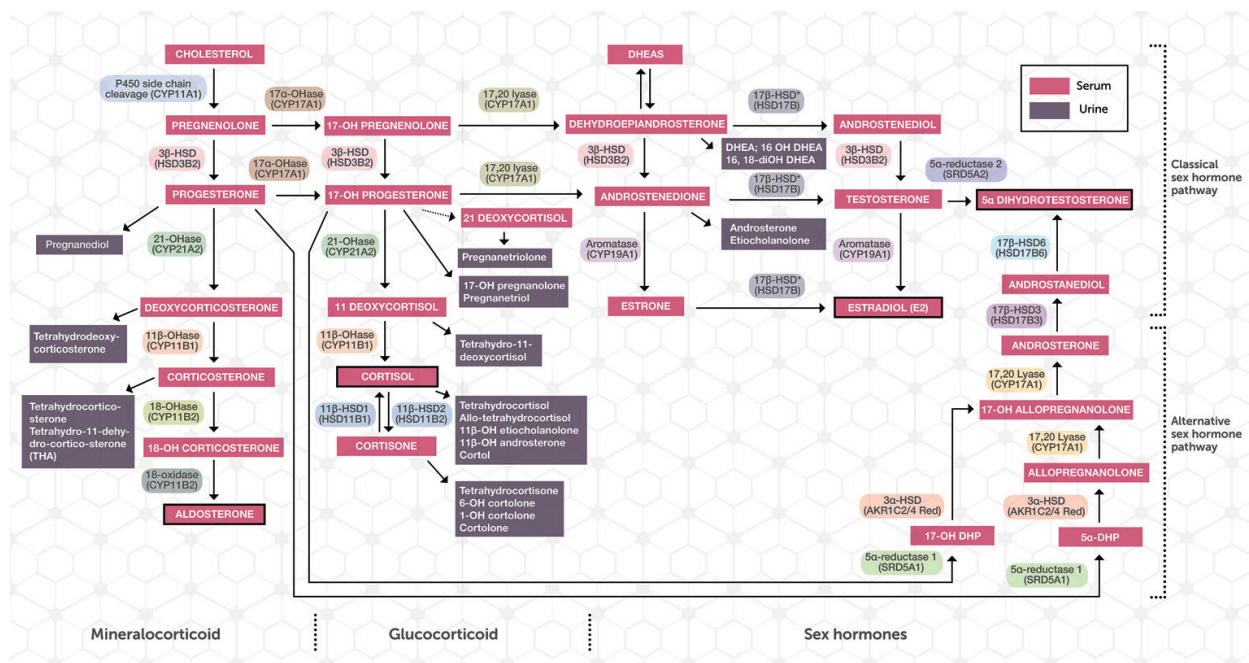 CHOLESTEROL
P450 side chain
cleavage (CYP11A1)
17α-OHase
(CYP17A1)
PREGNENOLONE
17-OH PREGNENOLONE
17,20 lyase
(CYP17A1)
DHEAS
DEHYDROEPIANDROSTERONE
17β-HSD*
(HSD17B)
ANDROSTENEDIOL
Serum
Urine
3β-HSD
(HSD3B2)
17α-OHase
(CYP17A1)
3β-HSD
(HSD3B2)
17,20 lyase
(CYP17A1)
3β-HSD
(HSD3B2)
DHEA; 16 OH DHEA
16, 18-diOH DHEA
17β-HSD*
(HSD17B)
3β-HSD
(HSD3B2)
5α-reductase 2
(SRD5A2)
PROGESTERONE
17-OH PROGESTERONE
ANDROSTENEDIONE
TESTOSTERONE
5α DIHYDROTESTOSTERONE
Classical
sex hormone
pathway
Pregnanediol
21-OHase
(CYP21A2)
21-OHase
(CYP21A2)
21 DEOXYCORTISOL
Pregnanetriolone
17-OH pregnanolone
Pregnanetriol
Aromatase
(CYP19A1)
Androsterone
Etiocholanolone
Aromatase
(CYP19A1)
17β-HSD6
(HSD17B6)
ANDROSTANEDIOL
DEOXYCORTICOSTERONE
11 DEOXYCORTISOL
ESTRONE
17β-HSD*
(HSD17B)
ESTRADIOL (E2)
17β-HSD3
(HSD17B3)
ANDROSTERONE
Tetrahydrodeoxy-
corticosterone
11β-OHase
(CYP11B1)
11β-OHase
(CYP11B1)
Tetrahydro-11-
deoxycortisol
CORTICOSTERONE
CORTISOL
17,20 Lyase
(CYP17A1)
17-OH ALLOPREGNANOLONE
Tetrahydrocortico-
sterone
Tetrahydro-11-dehy-
dro-cortico-sterone
(THA)
18-OHase
(CYP11B2)
11β-HSD1
(HSD11B1)
11β-HSD2
(HSD11B2)
Tetrahydrocortisol
Allo-tetrahydrocortisol
11β-OH etiocholanolone
11β-OH androsterone
Cortol
18-OH CORTICOSTERONE
CORTISONE
17,20 Lyase
(CYP17A1)
ALLOPREGNANOLONE
Alternative
sex hormone
pathway
18-oxidase
(CYP11B2)
ALDOSTERONE
Tetrahydrocortisone
6-OH cortolone
1-OH cortolone
Cortolone
3α-HSD
(AKR1C2/4 Red)
3α-HSD
(AKR1C2/4 Red)
17-OH DHP
5α-DHP
5α-reductase 1
(SRD5A1)
5α-reductase 1
(SRD5A1)
Mineralocorticoid
Glucocorticoid
Sex hormones